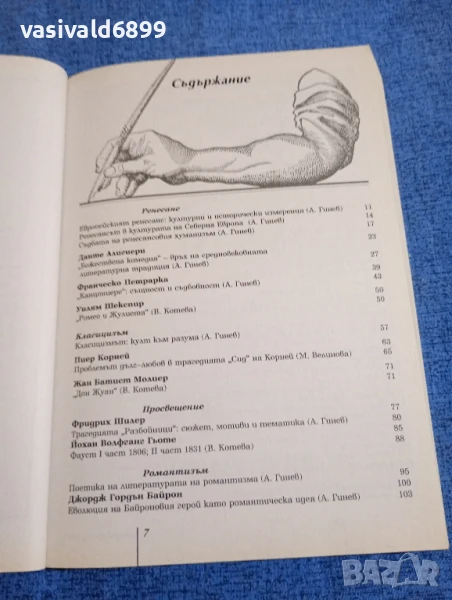 vasivald6899
Съдържание
Ренесанс
Европейският ренесанс: културни и исторически измерения (А. Гинев) 11
Ренесансът в културата на Северна Европа (А. Гинев) 14
Съдбата на ренесансовия хуманизъм (А. Гинев) 17
Данте Алигиери 23
„Божествена комедия" – връх на средновековната
литературна традиция (А. Гинев) 27
Франческо Петрарка 39
„Канцониере": същност и съдбовност (А. Гинев) 43
Уилям Шекспир 50
„Ромео и Жулиета" (В. Котева) 50
Класицизъм
Класицизмът: култ към разума (А. Гинев) 57
Пиер Корней 63
Проблемът дълг-любов в трагедията „Сид" на Корней (М. Велинова) 65
Жан Батист Молиер 71
„Дон Жуан" (В. Котева) 71
Просвещение
Фридрих Шилер 77
Трагедията „Разбойници": сюжет, мотиви и тематика (А. Гинев) 80
Йохан Волфганг Гьоте 85
Фауст I част 1806; II част 1831 (В. Котева) 88
Романтизъм
Поетика на литературата на романтизма (А. Гинев) 95
Джордж Гордън Байрон 100
Еволюция на Байроновия герой като романтическа идея (А. Гинев) 103
7
BAZAR